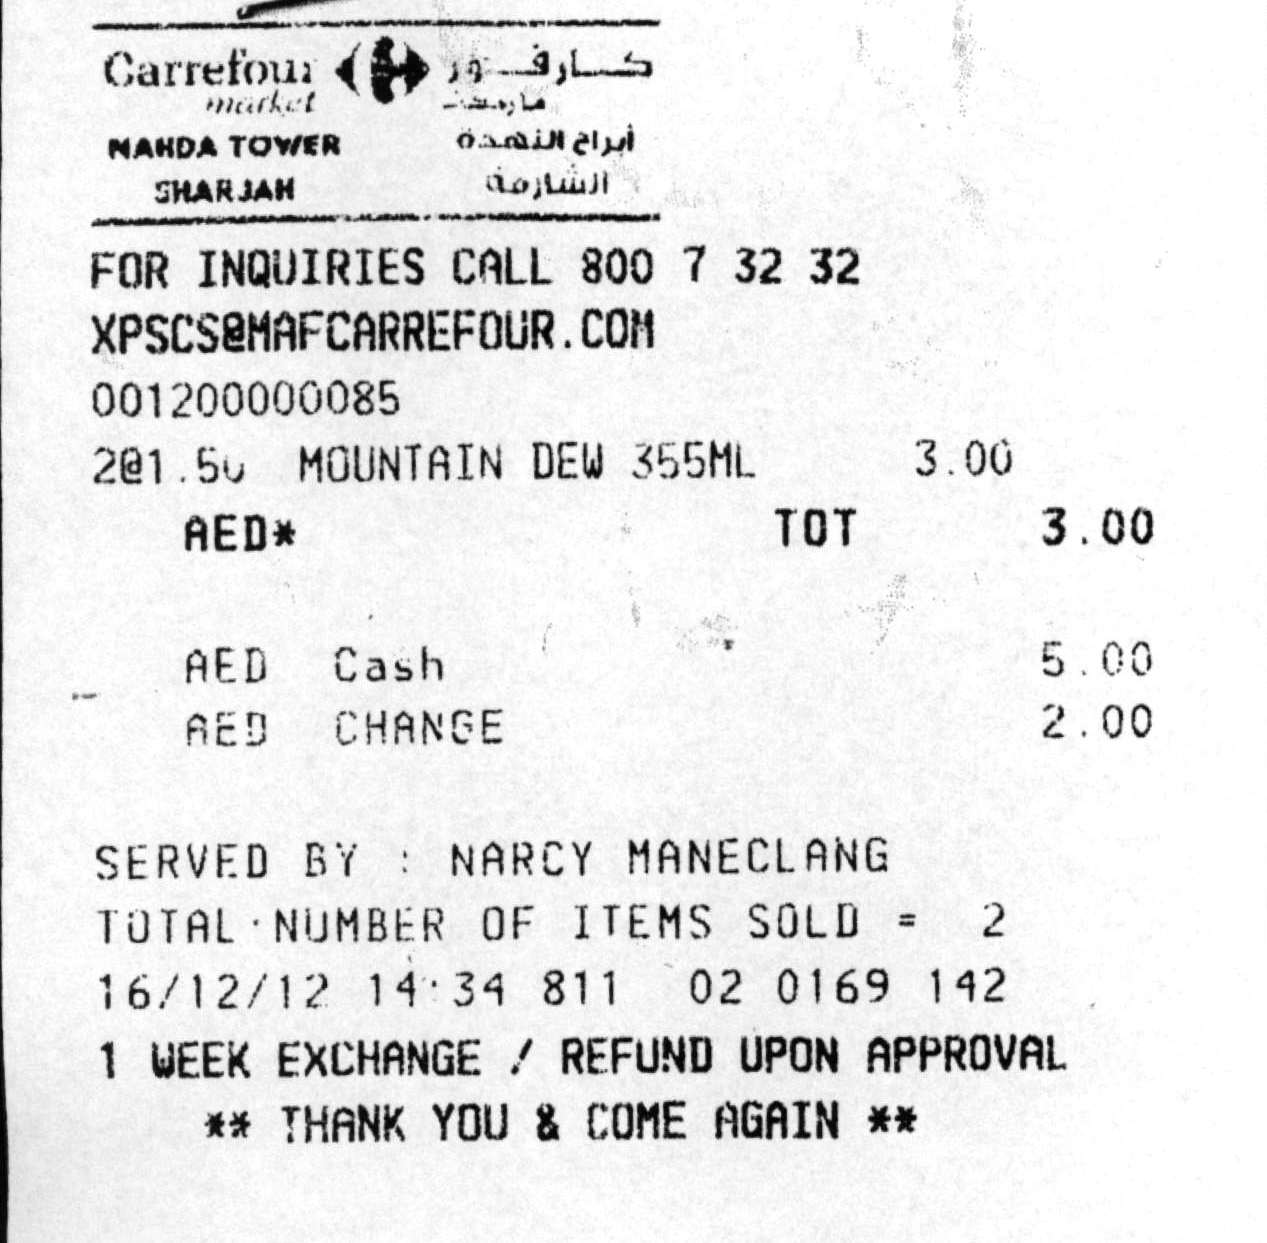 Carrefour كارفور
market ماركت
NAHDA TOWER أبراج النهدة
SHARJAH الشارقة
FOR INQUIRIES CALL 800 7 32 32
XPSCS@MAFCARREFOUR.COM
001200000085
2@1.50 MOUNTAIN DEW 355ML 3.00
AED* TOT 3.00
AED Cash 5.00
AED CHANGE 2.00
SERVED BY : NARCY MANECLANG
TOTAL NUMBER OF ITEMS SOLD = 2
16/12/12 14:34 811 02 0169 142
1 WEEK EXCHANGE / REFUND UPON APPROVAL
** THANK YOU & COME AGAIN **